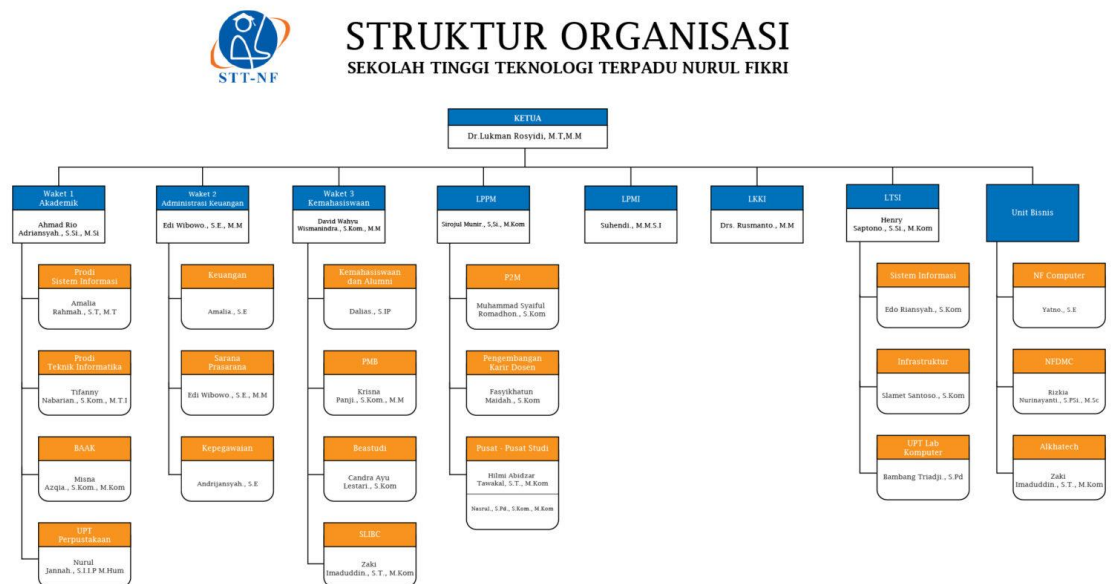 STRUKTUR ORGANISASI
SEKOLAH TINGGI TEKNOLOGI TERPADU NURUL FIKRI
STT-NF
KETUA
Dr.Lukman Rosyidi, M.T,M.M
Waket 1
Akademik
Ahmad Rio
Adriansyah., S.Si., M.Si
Prodi
Sistem Informasi
Amalia
Rahmah., S.T, M.T
Prodi
Teknik Informatika
Tifanny
Nabarian., S.Kom., M.T.I
BAAK
Misna
Azqia., S.Kom., M.Kom
UPT
Perpustakaan
Nurul
Jannah., S.I.I.P M.Hum
Waket 2
Administrasi Keuangan
Edi Wibowo., S.E., M.M
Keuangan
Amalia., S.E
Sarana
Prasarana
Edi Wibowo., S.E., M.M
Kepegawaian
Andrijansyah., S.E
Waket 3
Kemahasiswaan
David Wahyu
Wismanindra., S.Kom., M.M
Kemahasiswaan
dan Alumni
Dalias., S.IP
PMB
Krisna
Panji., S.Kom., M.M
Beastudi
Candra Ayu
Lestari., S.Kom
SLIBC
Zaki
Imaduddin., S.T., M.Kom
LPPM
Sirojul Munir., S,Si., M.Kom
P2M
Muhammad Syaiful
Romadhon., S.Kom
Pengembangan
Karir Dosen
Fasyikhatun
Maidah., S.Kom
Pusat - Pusat Studi
Hilmi Abidzar
Tawakal, S.T., M.Kom
Nasrul., S.Pd., S.Kom., M.Kom
LPMI
Suhendi., M.M.S.I
LKKI
Drs. Rusmanto., M.M
LTSI
Henry
Saptono., S.Si., M.Kom
Sistem Informasi
Edo Riansyah., S.Kom
Infrastruktur
Slamet Santoso., S.Kom
UPT Lab
Komputer
Bambang Triadji., S.Pd
Unit Bisnis
NF Computer
Yatno., S.E
NFDMC
Rizkia
Nurinayanti., S.PSi., M.Sc
Alkhatech
Zaki
Imaduddin., S.T., M.Kom